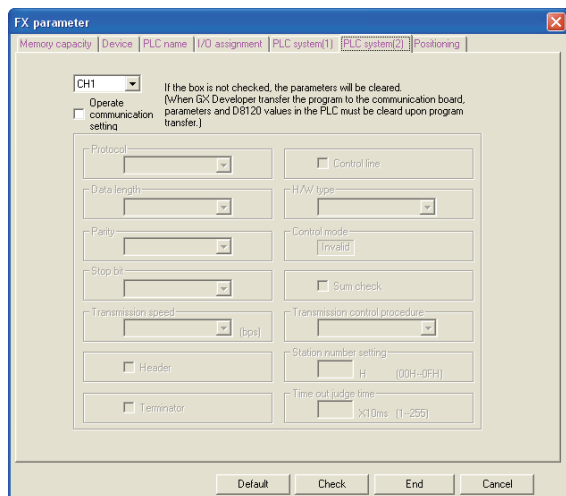 FX parameter
Memory capacity Device PLC name I/O assignment PLC system(1) PLC system(2) Positioning
CH1
If the box is not checked, the parameters will be cleared.
(When GX Developer transfer the program to the communication board,
parameters and D8120 values in the PLC must be cleard upon program
transfer.)
Operate
communication
setting
Protocol
Control line
Data length
H/W type
Parity
Control mode
Invalid
Stop bit
Sum check
Transmission speed
(bps)
Transmission control procedure
Header
Station number setting
H (00H~0FH)
Terminator
Time out judge time
X10ms (1~255)
Default Check End Cancel